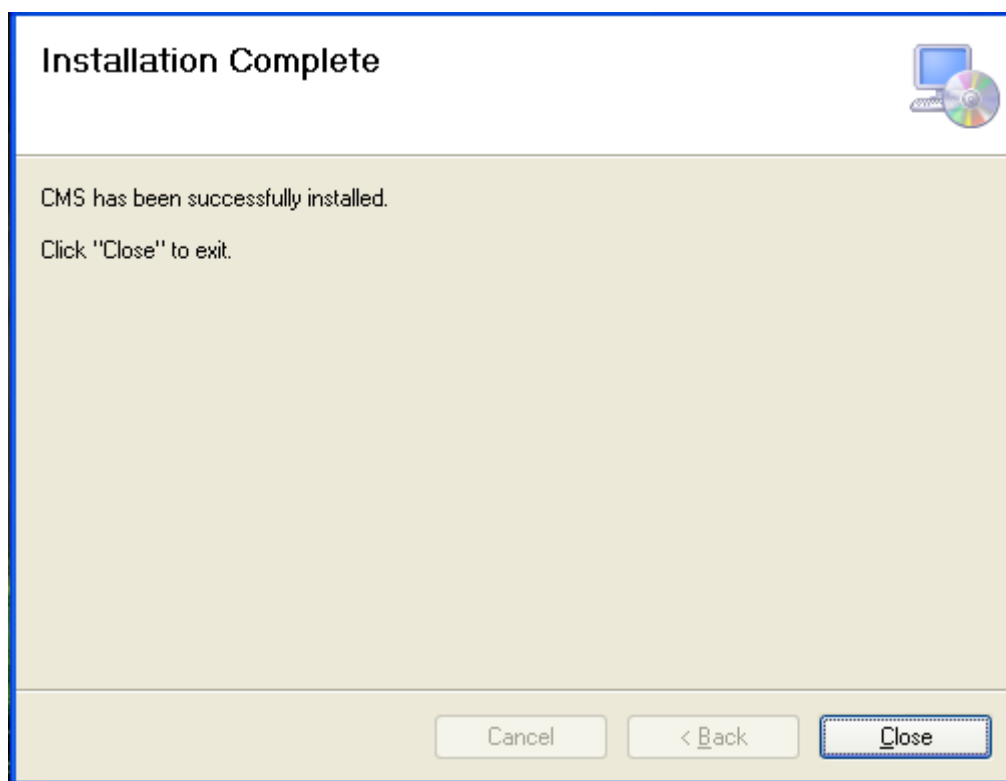 Installation Complete
CMS has been successfully installed.
Click "Close" to exit.
Cancel
< Back
Close